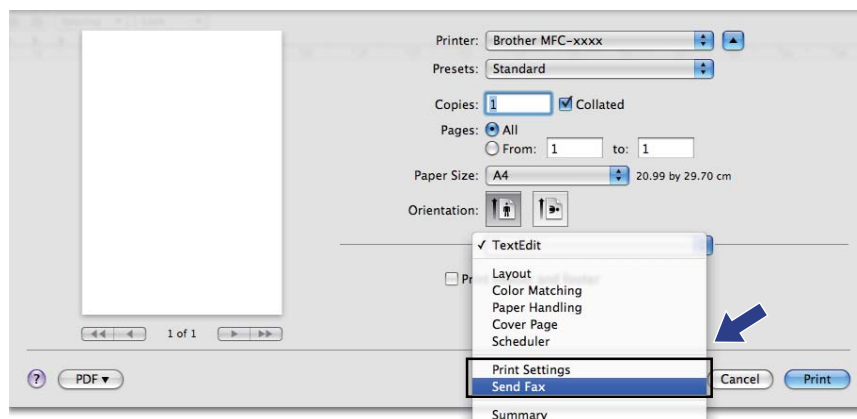 Printer: Brother MFC-xxxx
Presets: Standard
Copies: 1 Collated
Pages: All
From: 1 to: 1
Paper Size: A4 20.99 by 29.70 cm
Orientation:
✓ TextEdit
Layout
Color Matching
Paper Handling
Cover Page
Scheduler
1 of 1
Print Settings
Send Fax
Summary
? PDF▼ Cancel Print